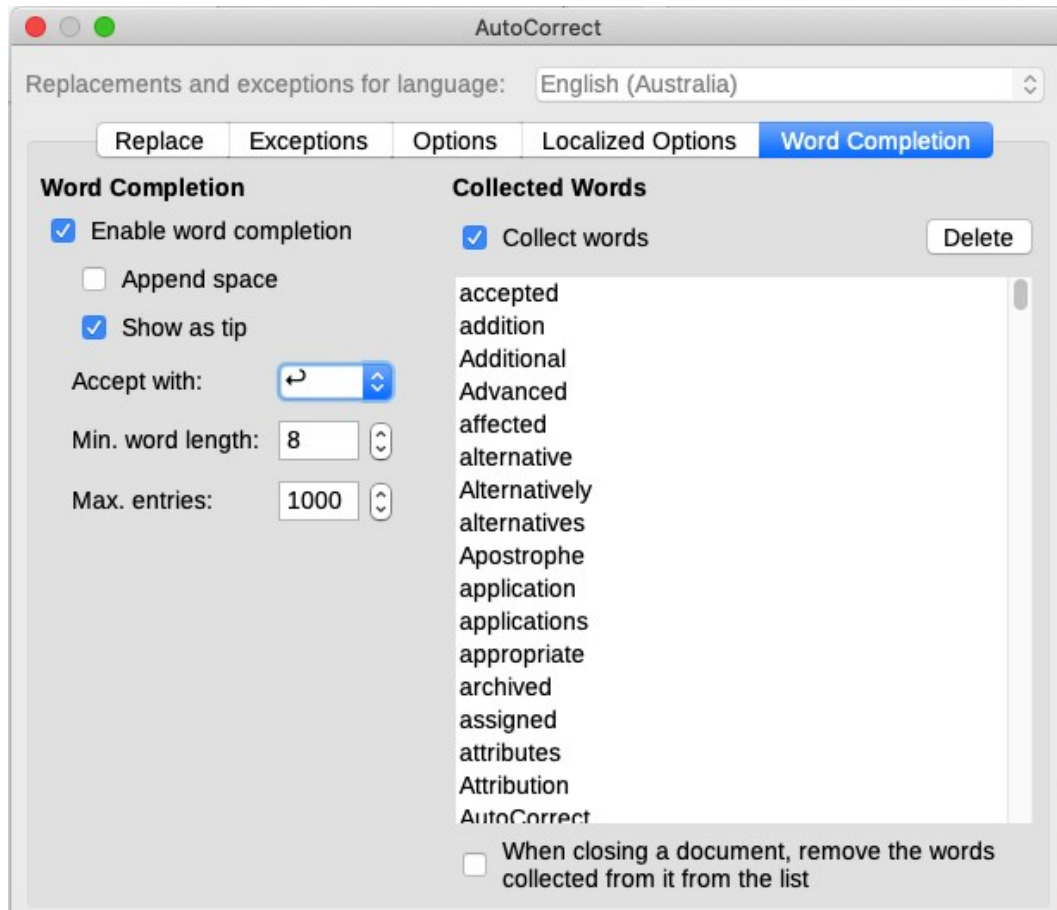 AutoCorrect
Replacements and exceptions for language: English (Australia)
Replace Exceptions Options Localized Options Word Completion
Word Completion
Enable word completion
Append space
Show as tip
Accept with: ↩
Min. word length: 8
Max. entries: 1000
Collected Words
Collect words Delete
accepted
addition
Additional
Advanced
affected
alternative
Alternatively
alternatives
Apostrophe
application
applications
appropriate
archived
assigned
attributes
Attribution
AutoCorrect
When closing a document, remove the words
collected from it from the list